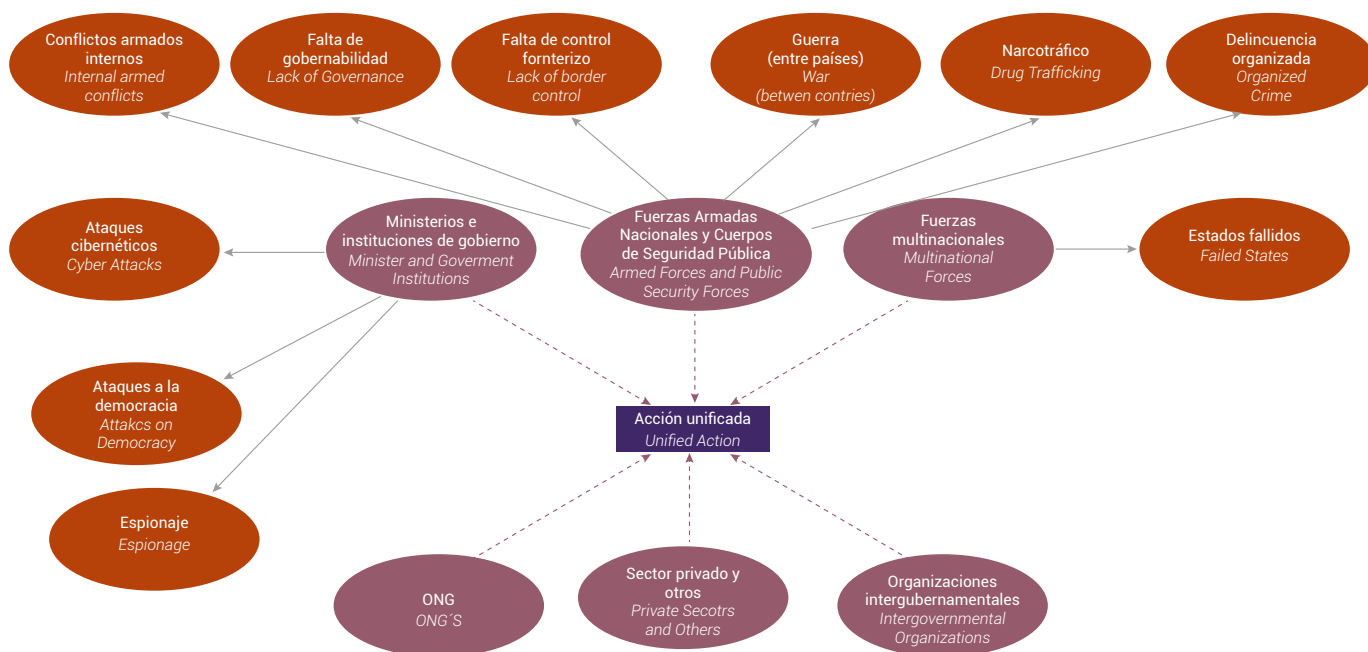 Conflictos armados
internos
Internal armed
conflicts
Falta de
gobernabilidad
Lack of Governance
Falta de control
fornterizo
Lack of border
control
Guerra
(entre países)
War
(betwen contries)
Narcotráfico
Drug Trafficking
Delincuencia
organizada
Organized
Crime
Ataques
cibernéticos
Cyber Attacks
Ministerios e
instituciones de gobierno
Minister and Goverment
Institutions
Fuerzas Armadas
Nacionales y Cuerpos
de Seguridad Pública
Armed Forces and Public
Security Forces
Fuerzas
multinacionales
Multinational
Forces
Estados fallidos
Failed States
Ataques a la
democracia
Attakcs on
Democracy
Acción unificada
Unified Action
Espionaje
Espionage
ONG
ONG´S
Sector privado y
otros
Private Secotrs
and Others
Organizaciones
intergubernamentales
Intergovernmental
Organizations